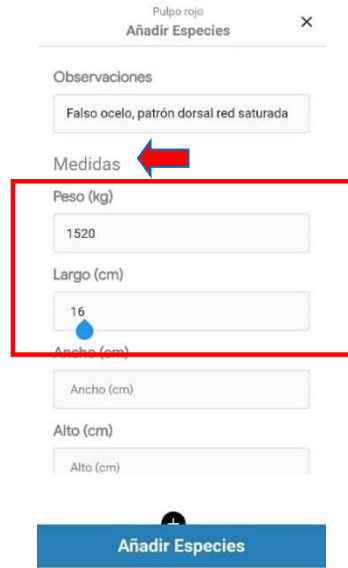 Pulpo rojo
Añadir Especies
Observaciones
Falso ocelo, patrón dorsal red saturada
Medidas
Peso (kg)
1520
Largo (cm)
16
Ancho (cm)
Ancho (cm)
Alto (cm)
Alto (cm)
Añadir Especies